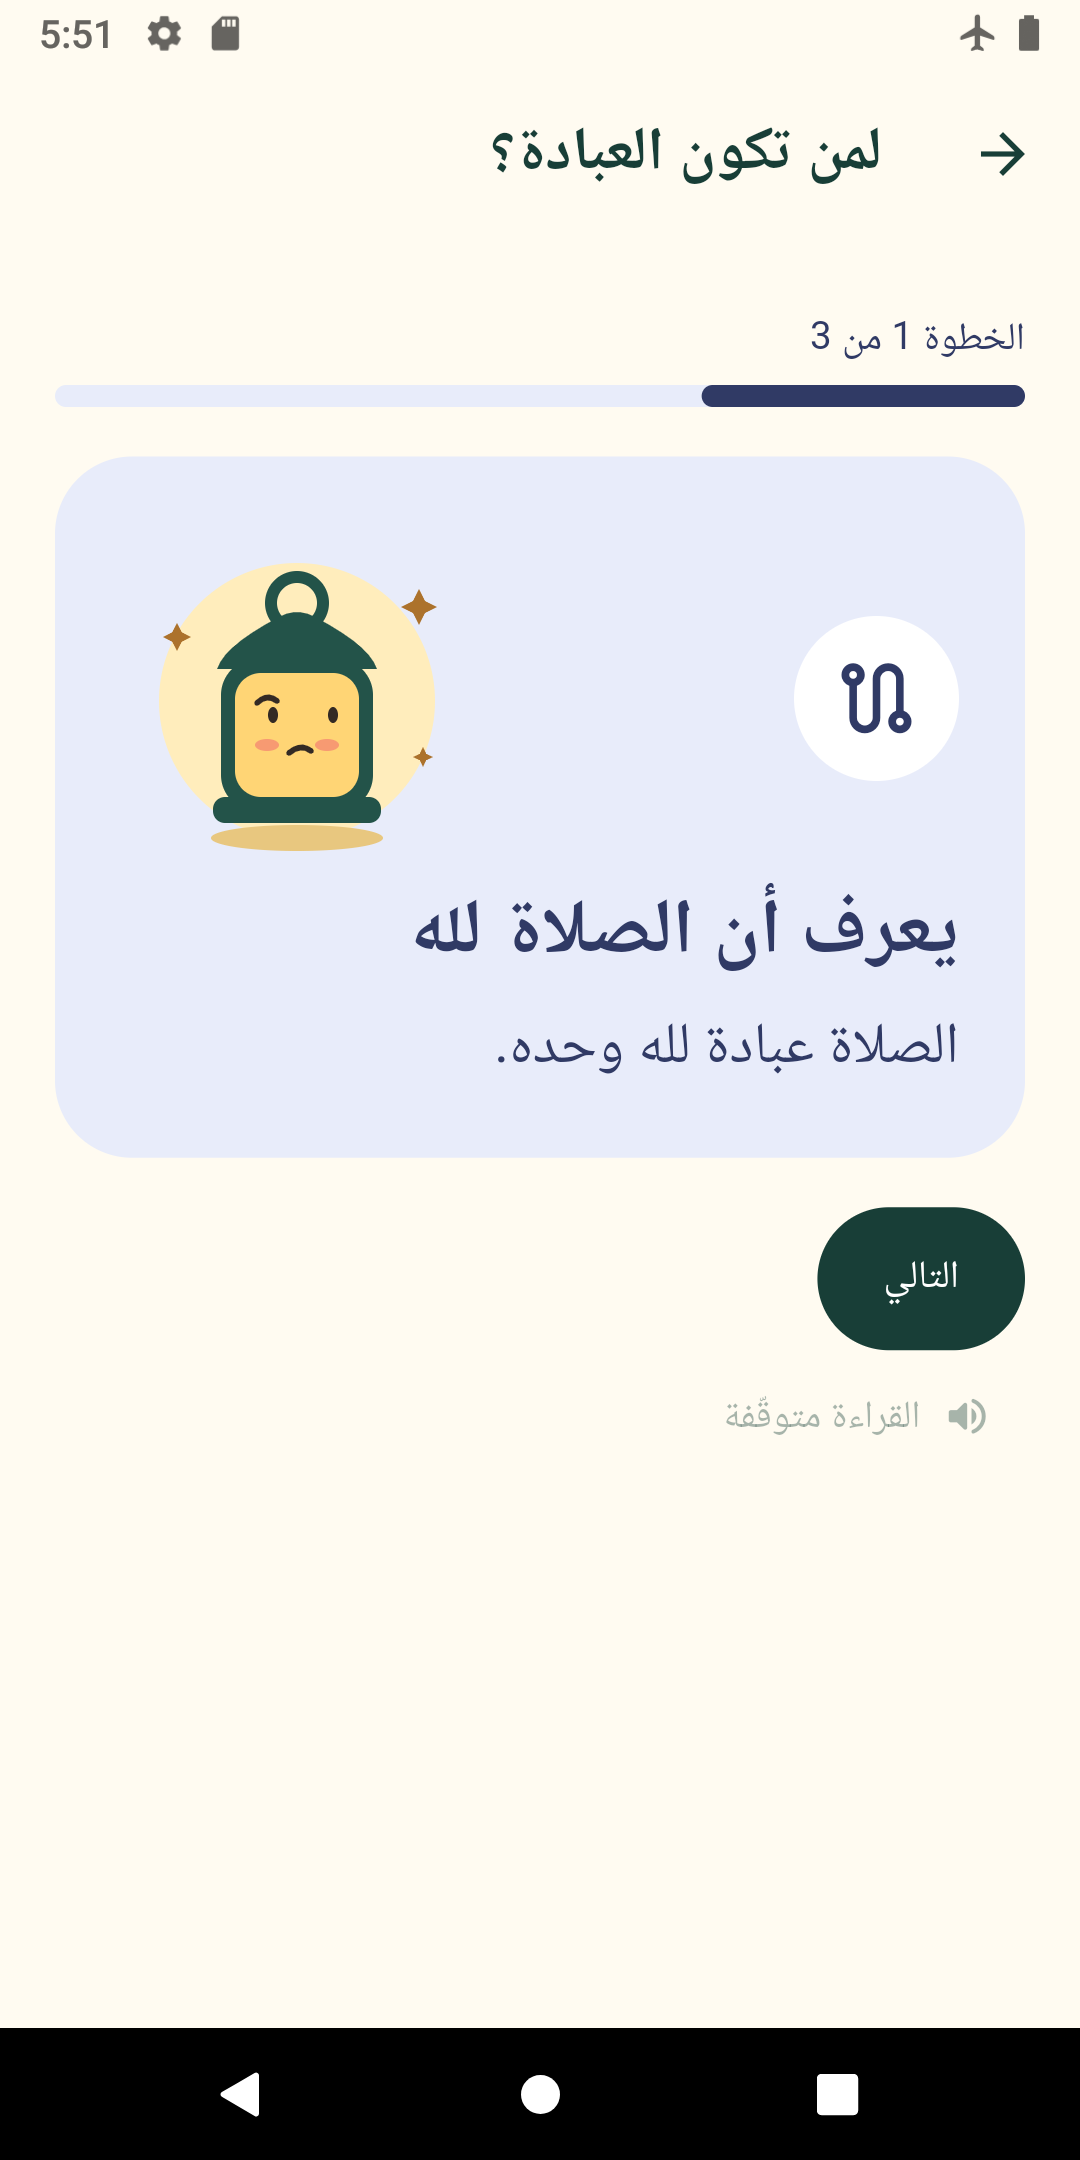 5:51
لمن تكون العبادة؟
الخطوة 1 من 3
يعرف أن الصلاة لله
الصلاة عبادة لله وحده.
التالي
القراءة متوقّفة